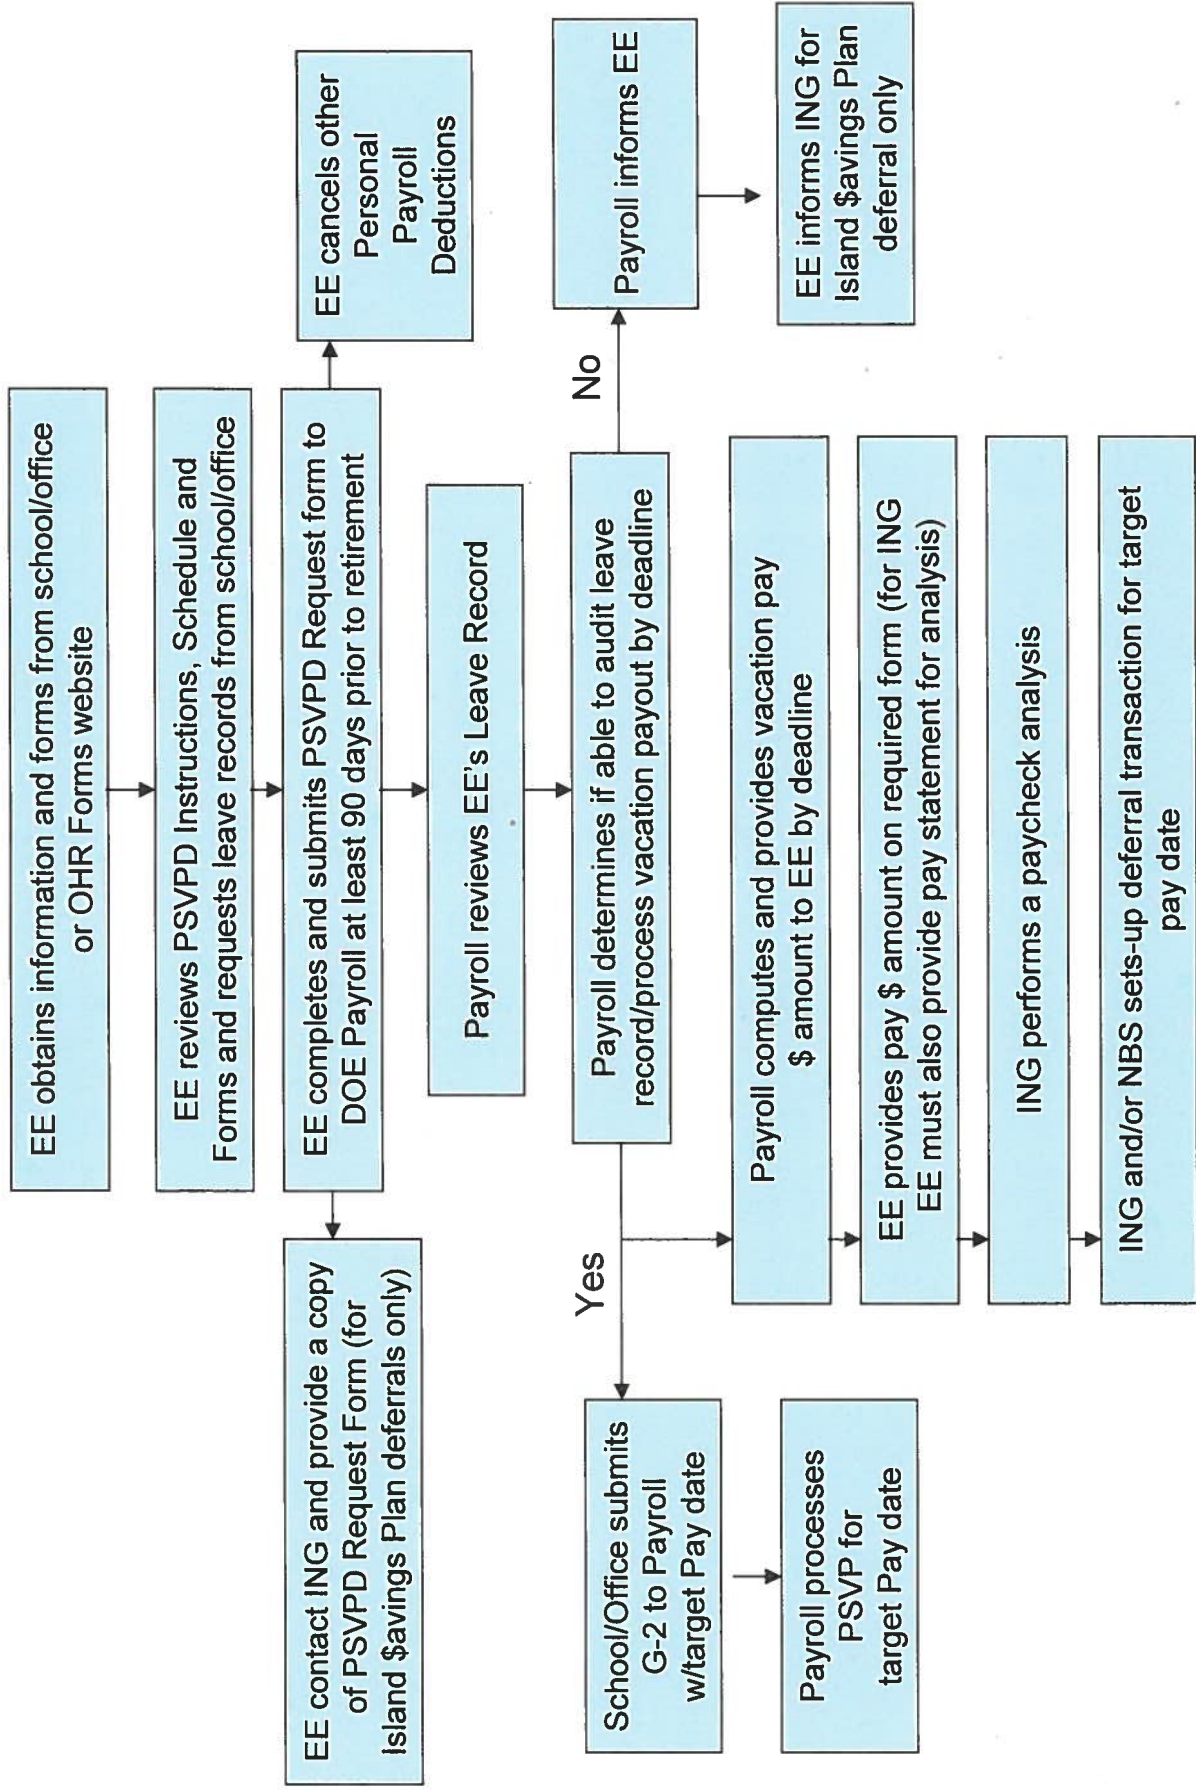 EE obtains information and forms from school/office
or OHR Forms website
EE reviews PSVPD Instructions, Schedule and
Forms and requests leave records from school/office
EE completes and submits PSVPD Request form to
DOE Payroll at least 90 days prior to retirement
EE contact ING and provide a copy
of PSVPD Request Form (for
Island $avings Plan deferrals only)
EE cancels other
Personal
Payroll
Deductions
Payroll reviews EE's Leave Record
Payroll determines if able to audit leave
record/process vacation payout by deadline
Yes
No
School/Office submits
G-2 to Payroll
w/target Pay date
Payroll processes
PSVP for
target Pay date
Payroll computes and provides vacation pay
$ amount to EE by deadline
EE provides pay $ amount on required form (for ING
EE must also provide pay statement for analysis)
ING performs a paycheck analysis
ING and/or NBS sets-up deferral transaction for target
pay date
Payroll informs EE
EE informs ING for
Island $avings Plan
deferral only